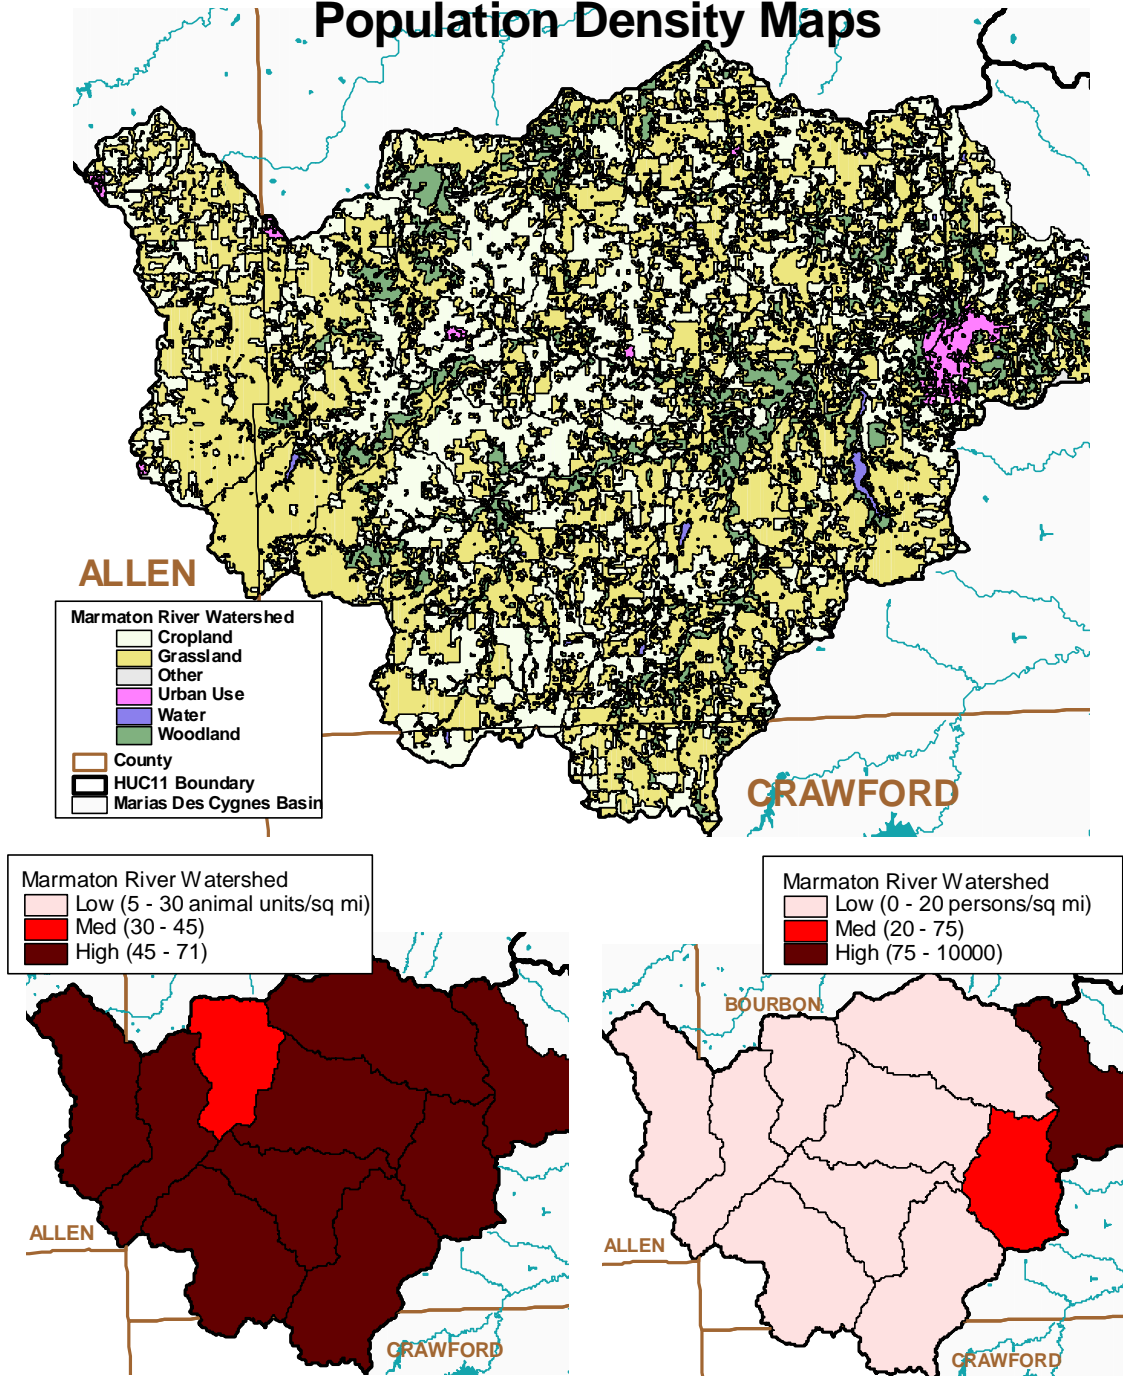 Population Density Maps
ALLEN
Marmaton River Watershed
Cropland
Grassland
Other
Urban Use
Water
Woodland
County
HUC11 Boundary
Marias Des Cygnes Basin
CRAWFORD
Marmaton River Watershed
Low (5 - 30 animal units/sq mi)
Med (30 - 45)
High (45 - 71)
ALLEN
CRAWFORD
Marmaton River Watershed
Low (0 - 20 persons/sq mi)
Med (20 - 75)
High (75 - 10000)
BOURBON
ALLEN
CRAWFORD